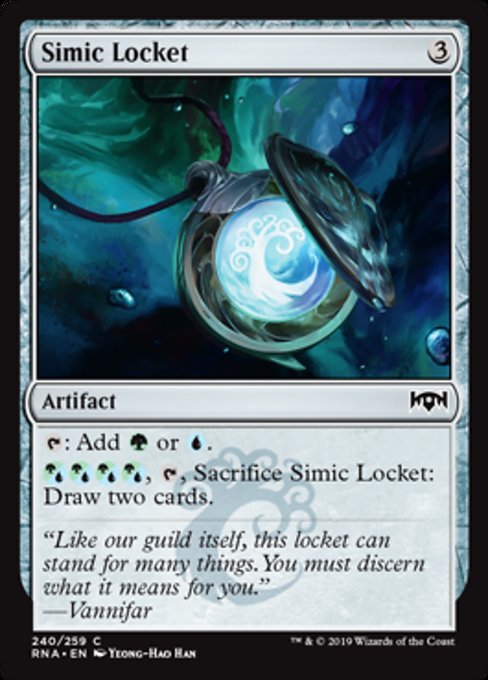 Simic Locket 3
Artifact
: Add or .
, , Sacrifice Simic Locket:
Draw two cards.
“Like our guild itself, this locket can
stand for many things. You must discern
what it means for you.”
—Vannifar
240/259 C
RNA • EN Yeong-Hao Han
™ & © 2019 Wizards of the Coast